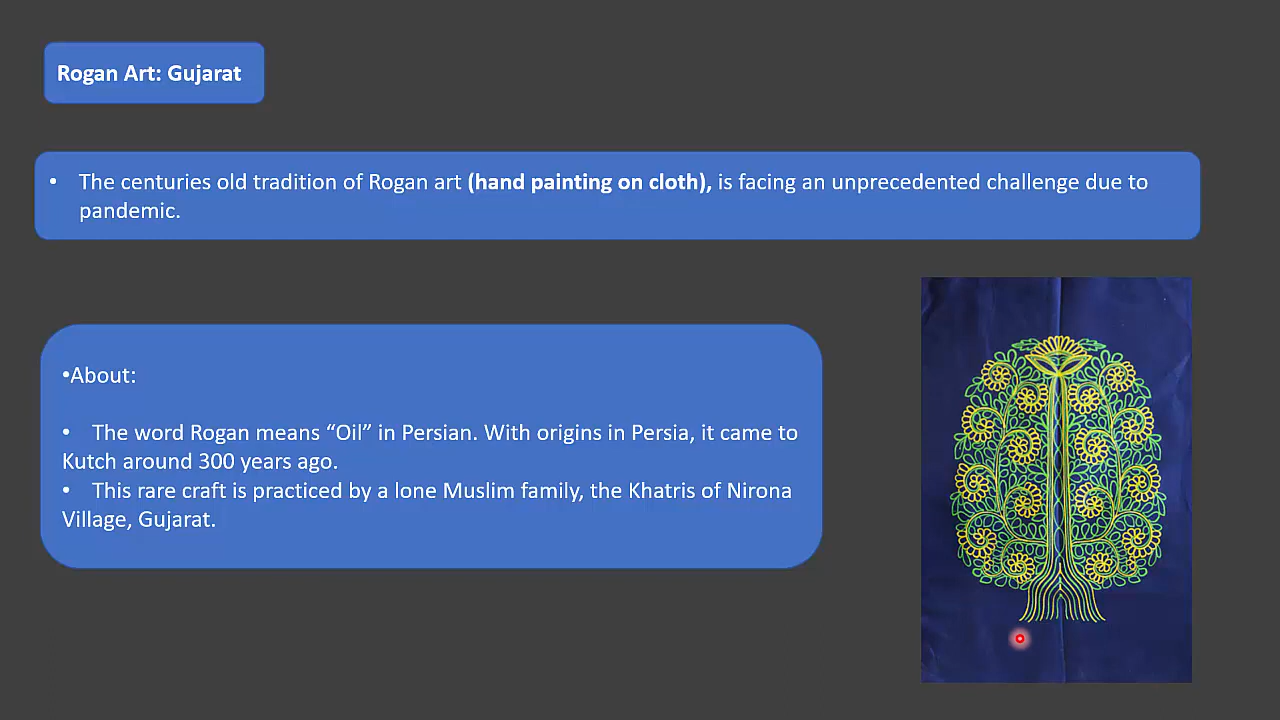 Rogan Art: Gujarat
• The centuries old tradition of Rogan art (hand painting on cloth), is facing an unprecedented challenge due to
pandemic.
•About:
• The word Rogan means “Oil” in Persian. With origins in Persia, it came to
Kutch around 300 years ago.
• This rare craft is practiced by a lone Muslim family, the Khatris of Nirona
Village, Gujarat.